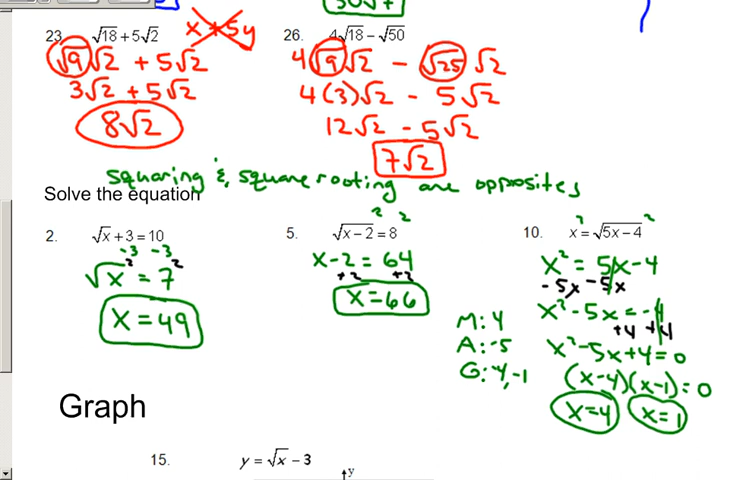 23. √18 + 5√2
x + 5y
√9 √2 + 5√2
3√2 + 5√2
8√2
26. 4√18 − √50
4√9 √2 − √25 √2
4(3)√2 − 5√2
12√2 − 5√2
7√2
squaring & square rooting are opposites
Solve the equation
2. √x + 3 = 10
-3 -3
√x² = 7²
x = 49
5. √(x − 2)² = 8²
x − 2 = 64
+2 +2
x = 66
10. x² = √(5x − 4)²
x² = 5x − 4
-5x -5x
x² − 5x = −4
+4 +4
x² − 5x + 4 = 0
(x−4)(x−1) = 0
x=4 x=1
M: 4
A: -5
G: -4, -1
Graph
15. y = √x − 3
y